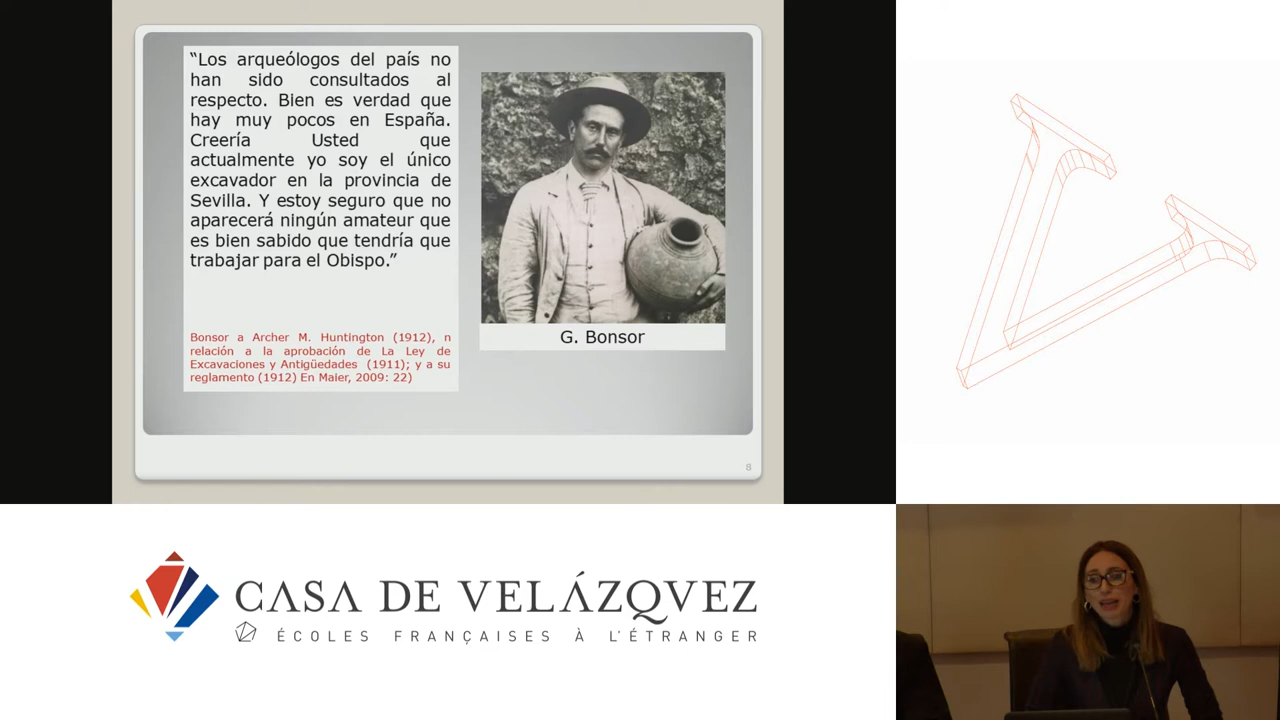 “Los arqueólogos del país no
han sido consultados al
respecto. Bien es verdad que
hay muy pocos en España.
Creería Usted que
actualmente yo soy el único
excavador en la provincia de
Sevilla. Y estoy seguro que no
aparecerá ningún amateur que
es bien sabido que tendría que
trabajar para el Obispo.”
Bonsor a Archer M. Huntington (1912), n
relación a la aprobación de La Ley de
Excavaciones y Antigüedades (1911); y a su
reglamento (1912) En Maier, 2009: 22)
G. Bonsor
8
CASA DE VELÁZQVEZ
ÉCOLES FRANÇAISES À L'ÉTRANGER